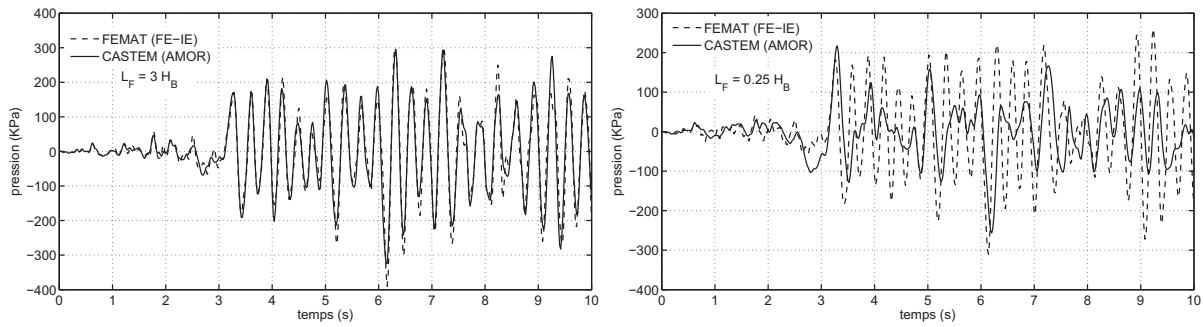 400
300
200
100
0
−100
−200
−300
−400
pression (KPa)
FEMAT (FE−IE)
CASTEM (AMOR)
L_F = 3 H_B
0 1 2 3 4 5 6 7 8 9 10
temps (s)
300
200
100
0
−100
−200
−300
−400
pression (KPa)
FEMAT (FE−IE)
CASTEM (AMOR)
L_F = 0.25 H_B
0 1 2 3 4 5 6 7 8 9 10
temps (s)